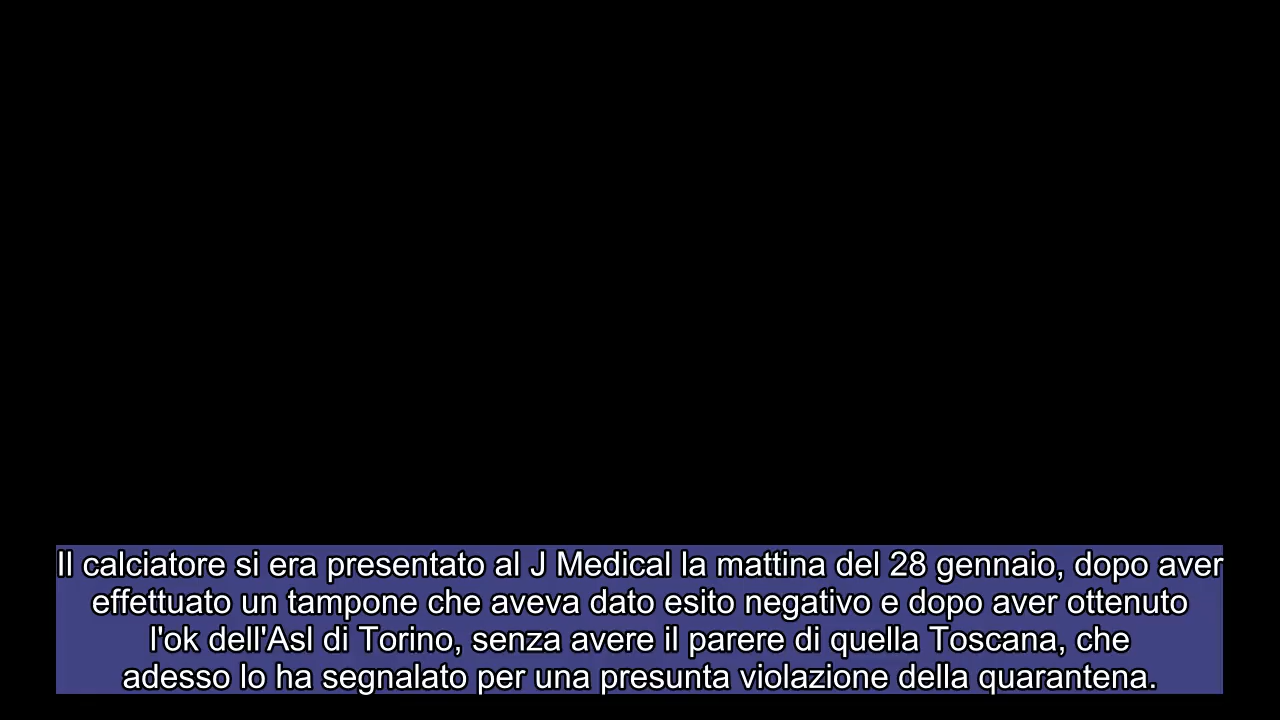 Il calciatore si era presentato al J Medical la mattina del 28 gennaio, dopo aver
effettuato un tampone che aveva dato esito negativo e dopo aver ottenuto
l'ok dell'Asl di Torino, senza avere il parere di quella Toscana, che
adesso lo ha segnalato per una presunta violazione della quarantena.